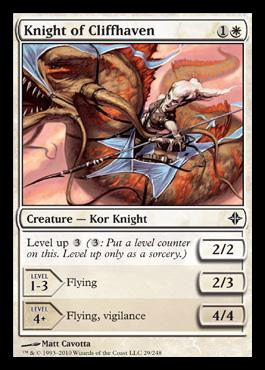 Knight of Cliffhaven 1
Creature — Kor Knight
Level up 3 (3: Put a level counter
on this. Level up only as a sorcery.)
2/2
LEVEL
1-3
Flying
2/3
LEVEL
4+
Flying, vigilance
4/4
Matt Cavotta
™ & © 1993–2010 Wizards of the Coast LLC 29/248